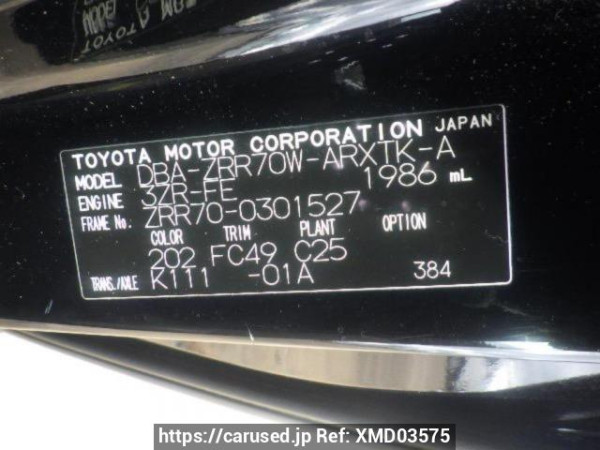 TOYOTA MOTOR CORPORATION JAPAN
MODEL DBA-ZRR70W-ARXTK-A
ENGINE 3ZR-FE 1986 mL
FRAME No. ZRR70-0301527
COLOR TRIM PLANT OPTION
202 FC49 C25
TRANS./AXLE K111 -01A 384
https://carused.jp Ref: XMD03575